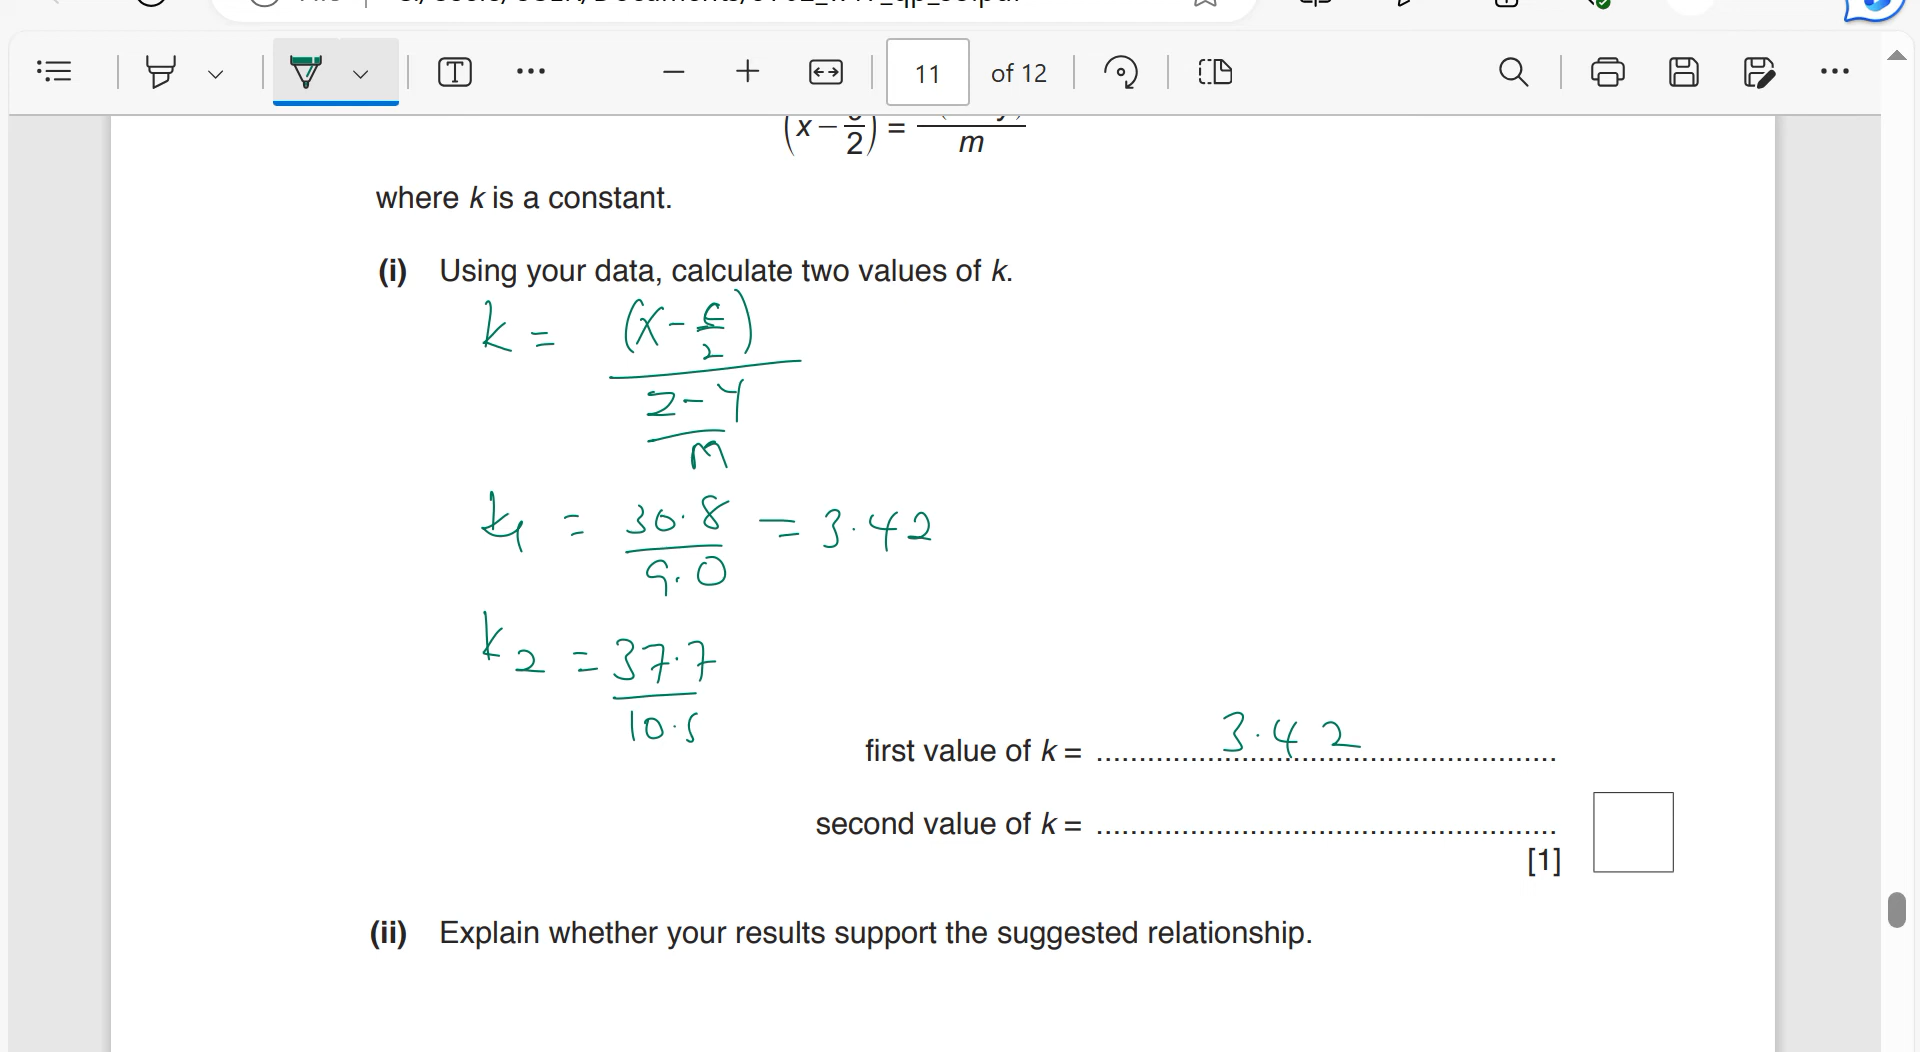 11 of 12
(x − /2) = / m
where k is a constant.
(i) Using your data, calculate two values of k.
k = (x − c/2) / ((z − y)/m)
k1 = 30.8/9.0 = 3.42
k2 = 37.7/10.5
first value of k = 3.42
second value of k = ......................................................
[1]
(ii) Explain whether your results support the suggested relationship.